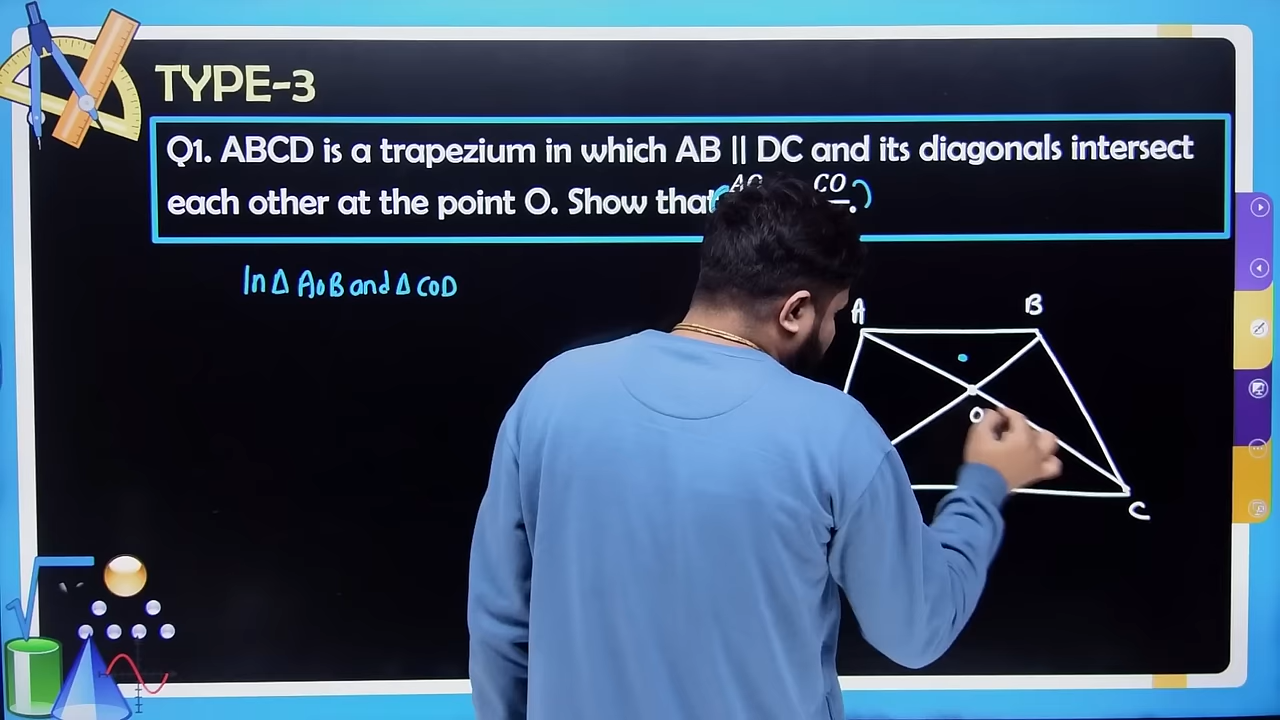 TYPE-3
Q1. ABCD is a trapezium in which AB || DC and its diagonals intersect
each other at the point O. Show that CO .
In Δ AOB and Δ COD
A
B
O
C